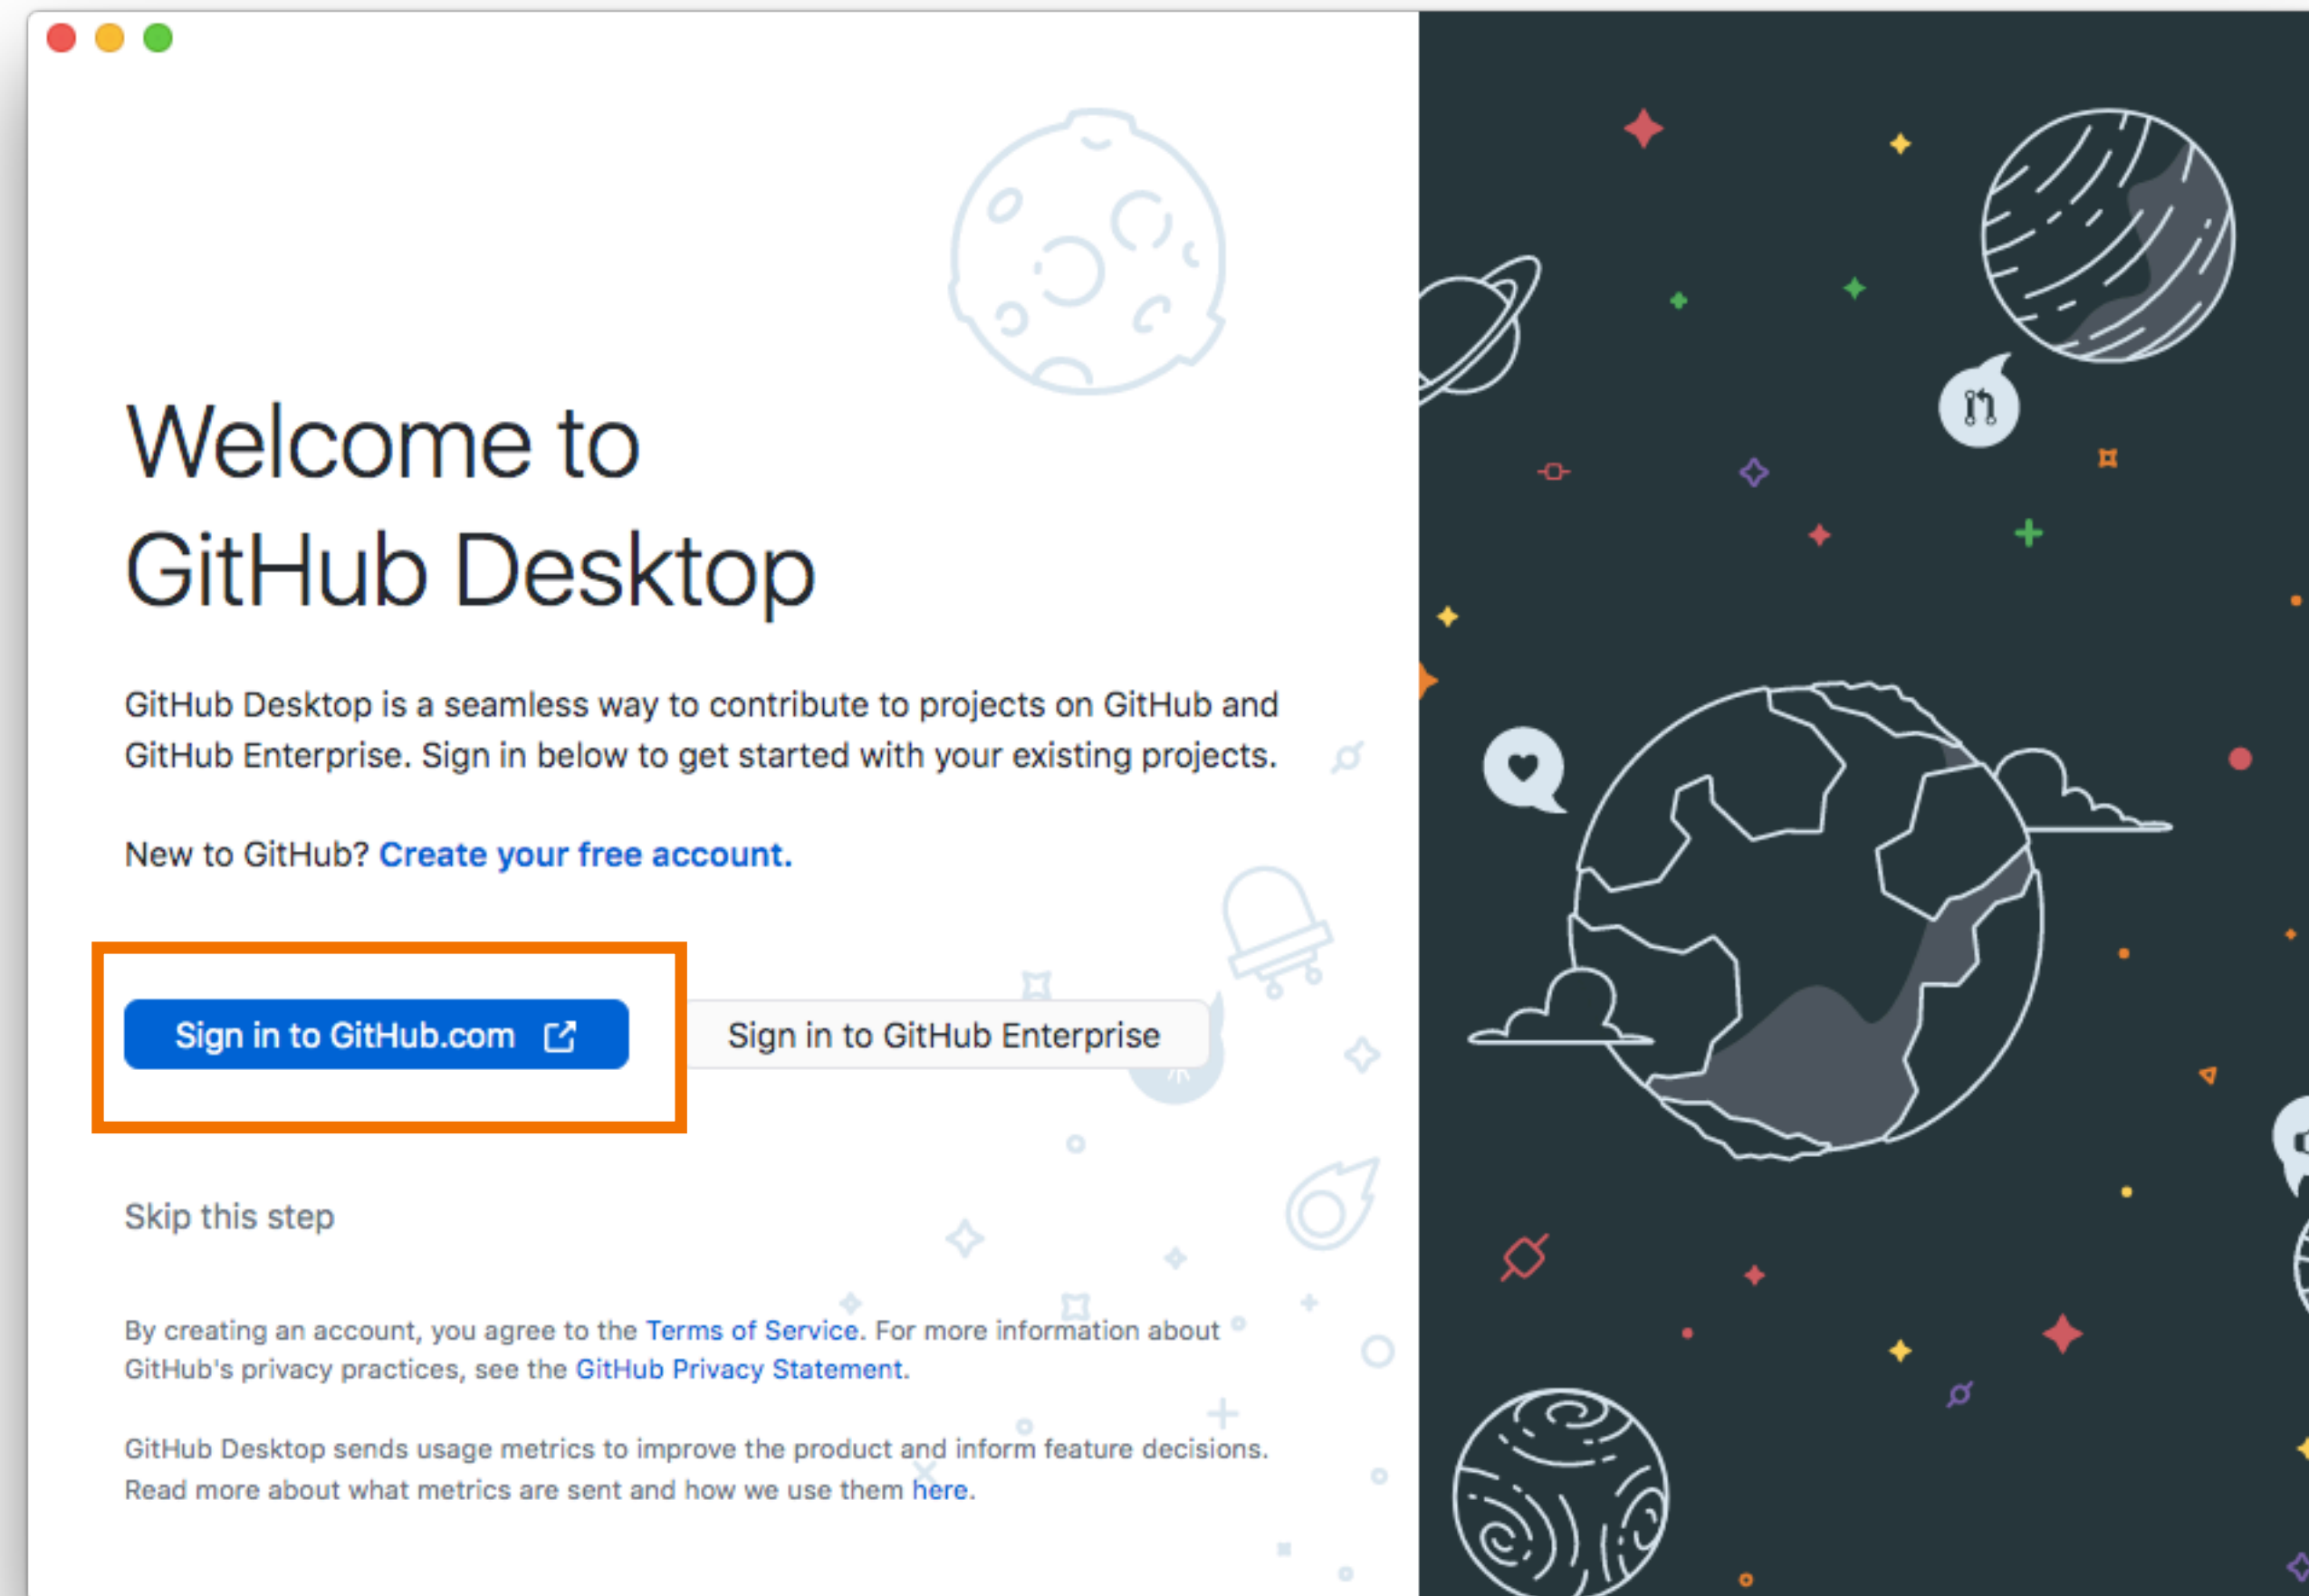 Welcome to
GitHub Desktop
GitHub Desktop is a seamless way to contribute to projects on GitHub and
GitHub Enterprise. Sign in below to get started with your existing projects.
New to GitHub? Create your free account.
Sign in to GitHub.com
Sign in to GitHub Enterprise
Skip this step
By creating an account, you agree to the Terms of Service. For more information about
GitHub's privacy practices, see the GitHub Privacy Statement.
GitHub Desktop sends usage metrics to improve the product and inform feature decisions.
Read more about what metrics are sent and how we use them here.